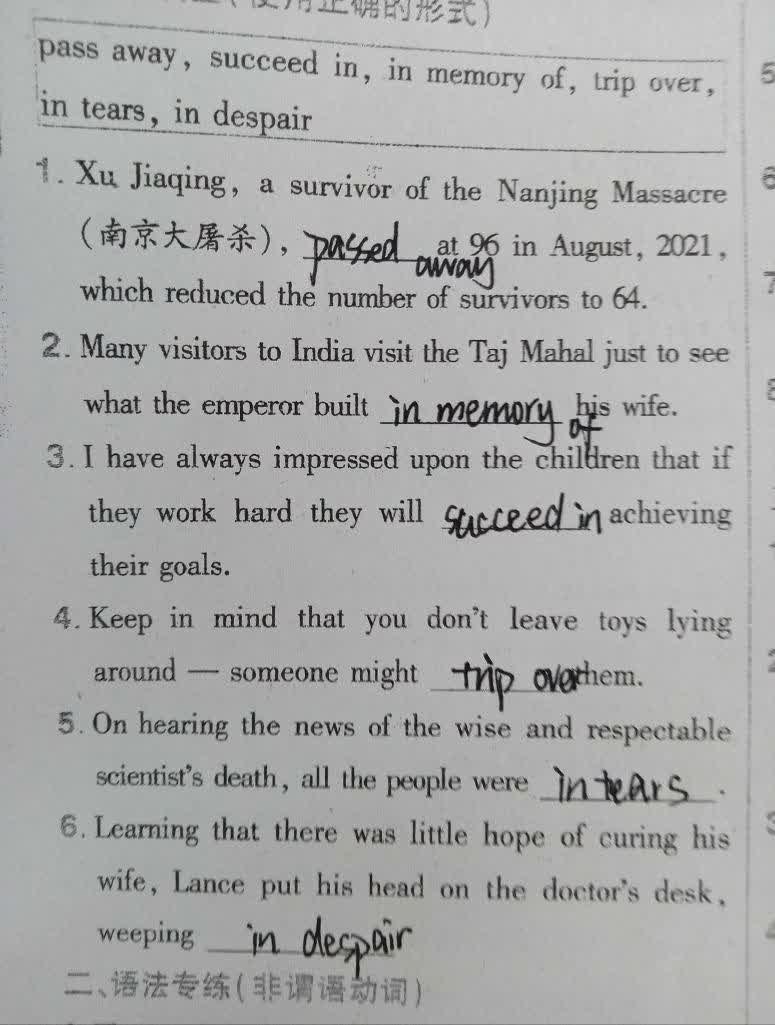 正确的形式）
pass away, succeed in, in memory of, trip over,
in tears, in despair
1. Xu Jiaqing, a survivor of the Nanjing Massacre
（南京大屠杀）, passed away at 96 in August, 2021,
which reduced the number of survivors to 64.
2. Many visitors to India visit the Taj Mahal just to see
what the emperor built in memory of his wife.
3. I have always impressed upon the children that if
they work hard they will succeed in achieving
their goals.
4. Keep in mind that you don't leave toys lying
around — someone might trip over them.
5. On hearing the news of the wise and respectable
scientist's death, all the people were in tears.
6. Learning that there was little hope of curing his
wife, Lance put his head on the doctor's desk,
weeping in despair
二、语法专练（非谓语动词）